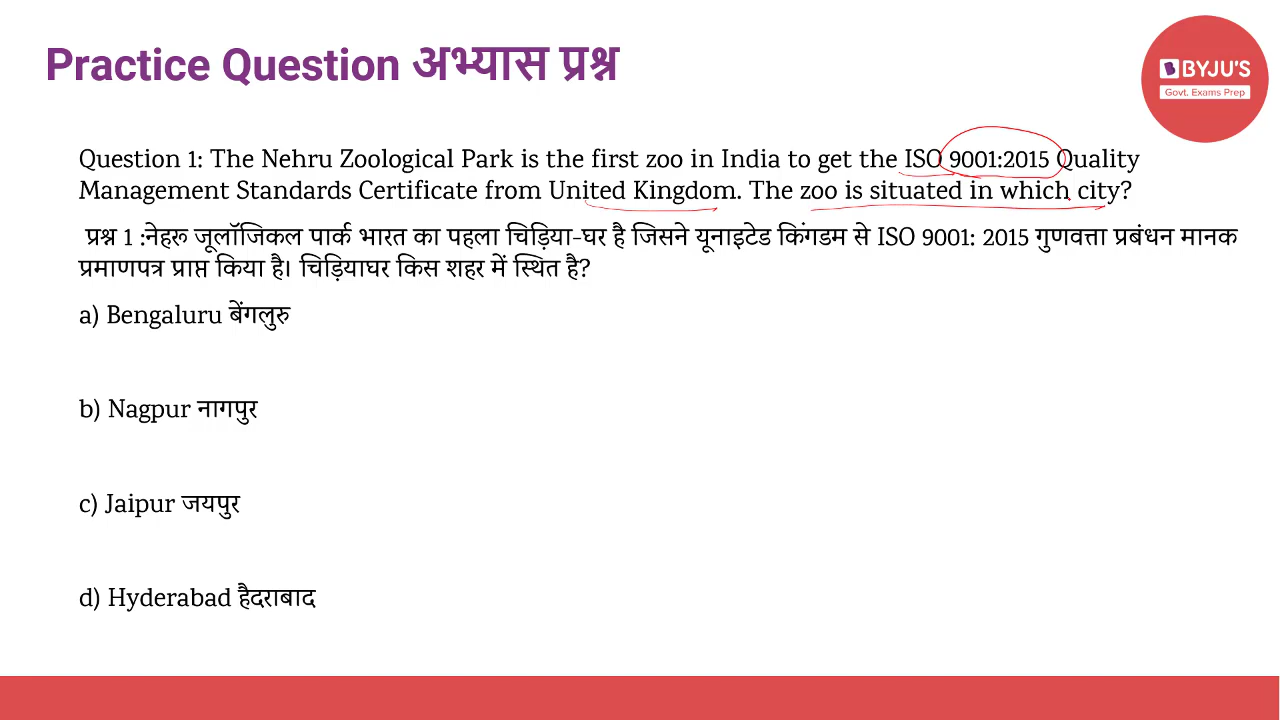 Practice Question अभ्यास प्रश्न
BYJU'S
Govt. Exams Prep
Question 1: The Nehru Zoological Park is the first zoo in India to get the ISO 9001:2015 Quality
Management Standards Certificate from United Kingdom. The zoo is situated in which city?
प्रश्न 1 :नेहरू जूलॉजिकल पार्क भारत का पहला चिड़िया-घर है जिसने यूनाइटेड किंगडम से ISO 9001: 2015 गुणवत्ता प्रबंधन मानक
प्रमाणपत्र प्राप्त किया है। चिड़ियाघर किस शहर में स्थित है?
a) Bengaluru बेंगलुरु
b) Nagpur नागपुर
c) Jaipur जयपुर
d) Hyderabad हैदराबाद